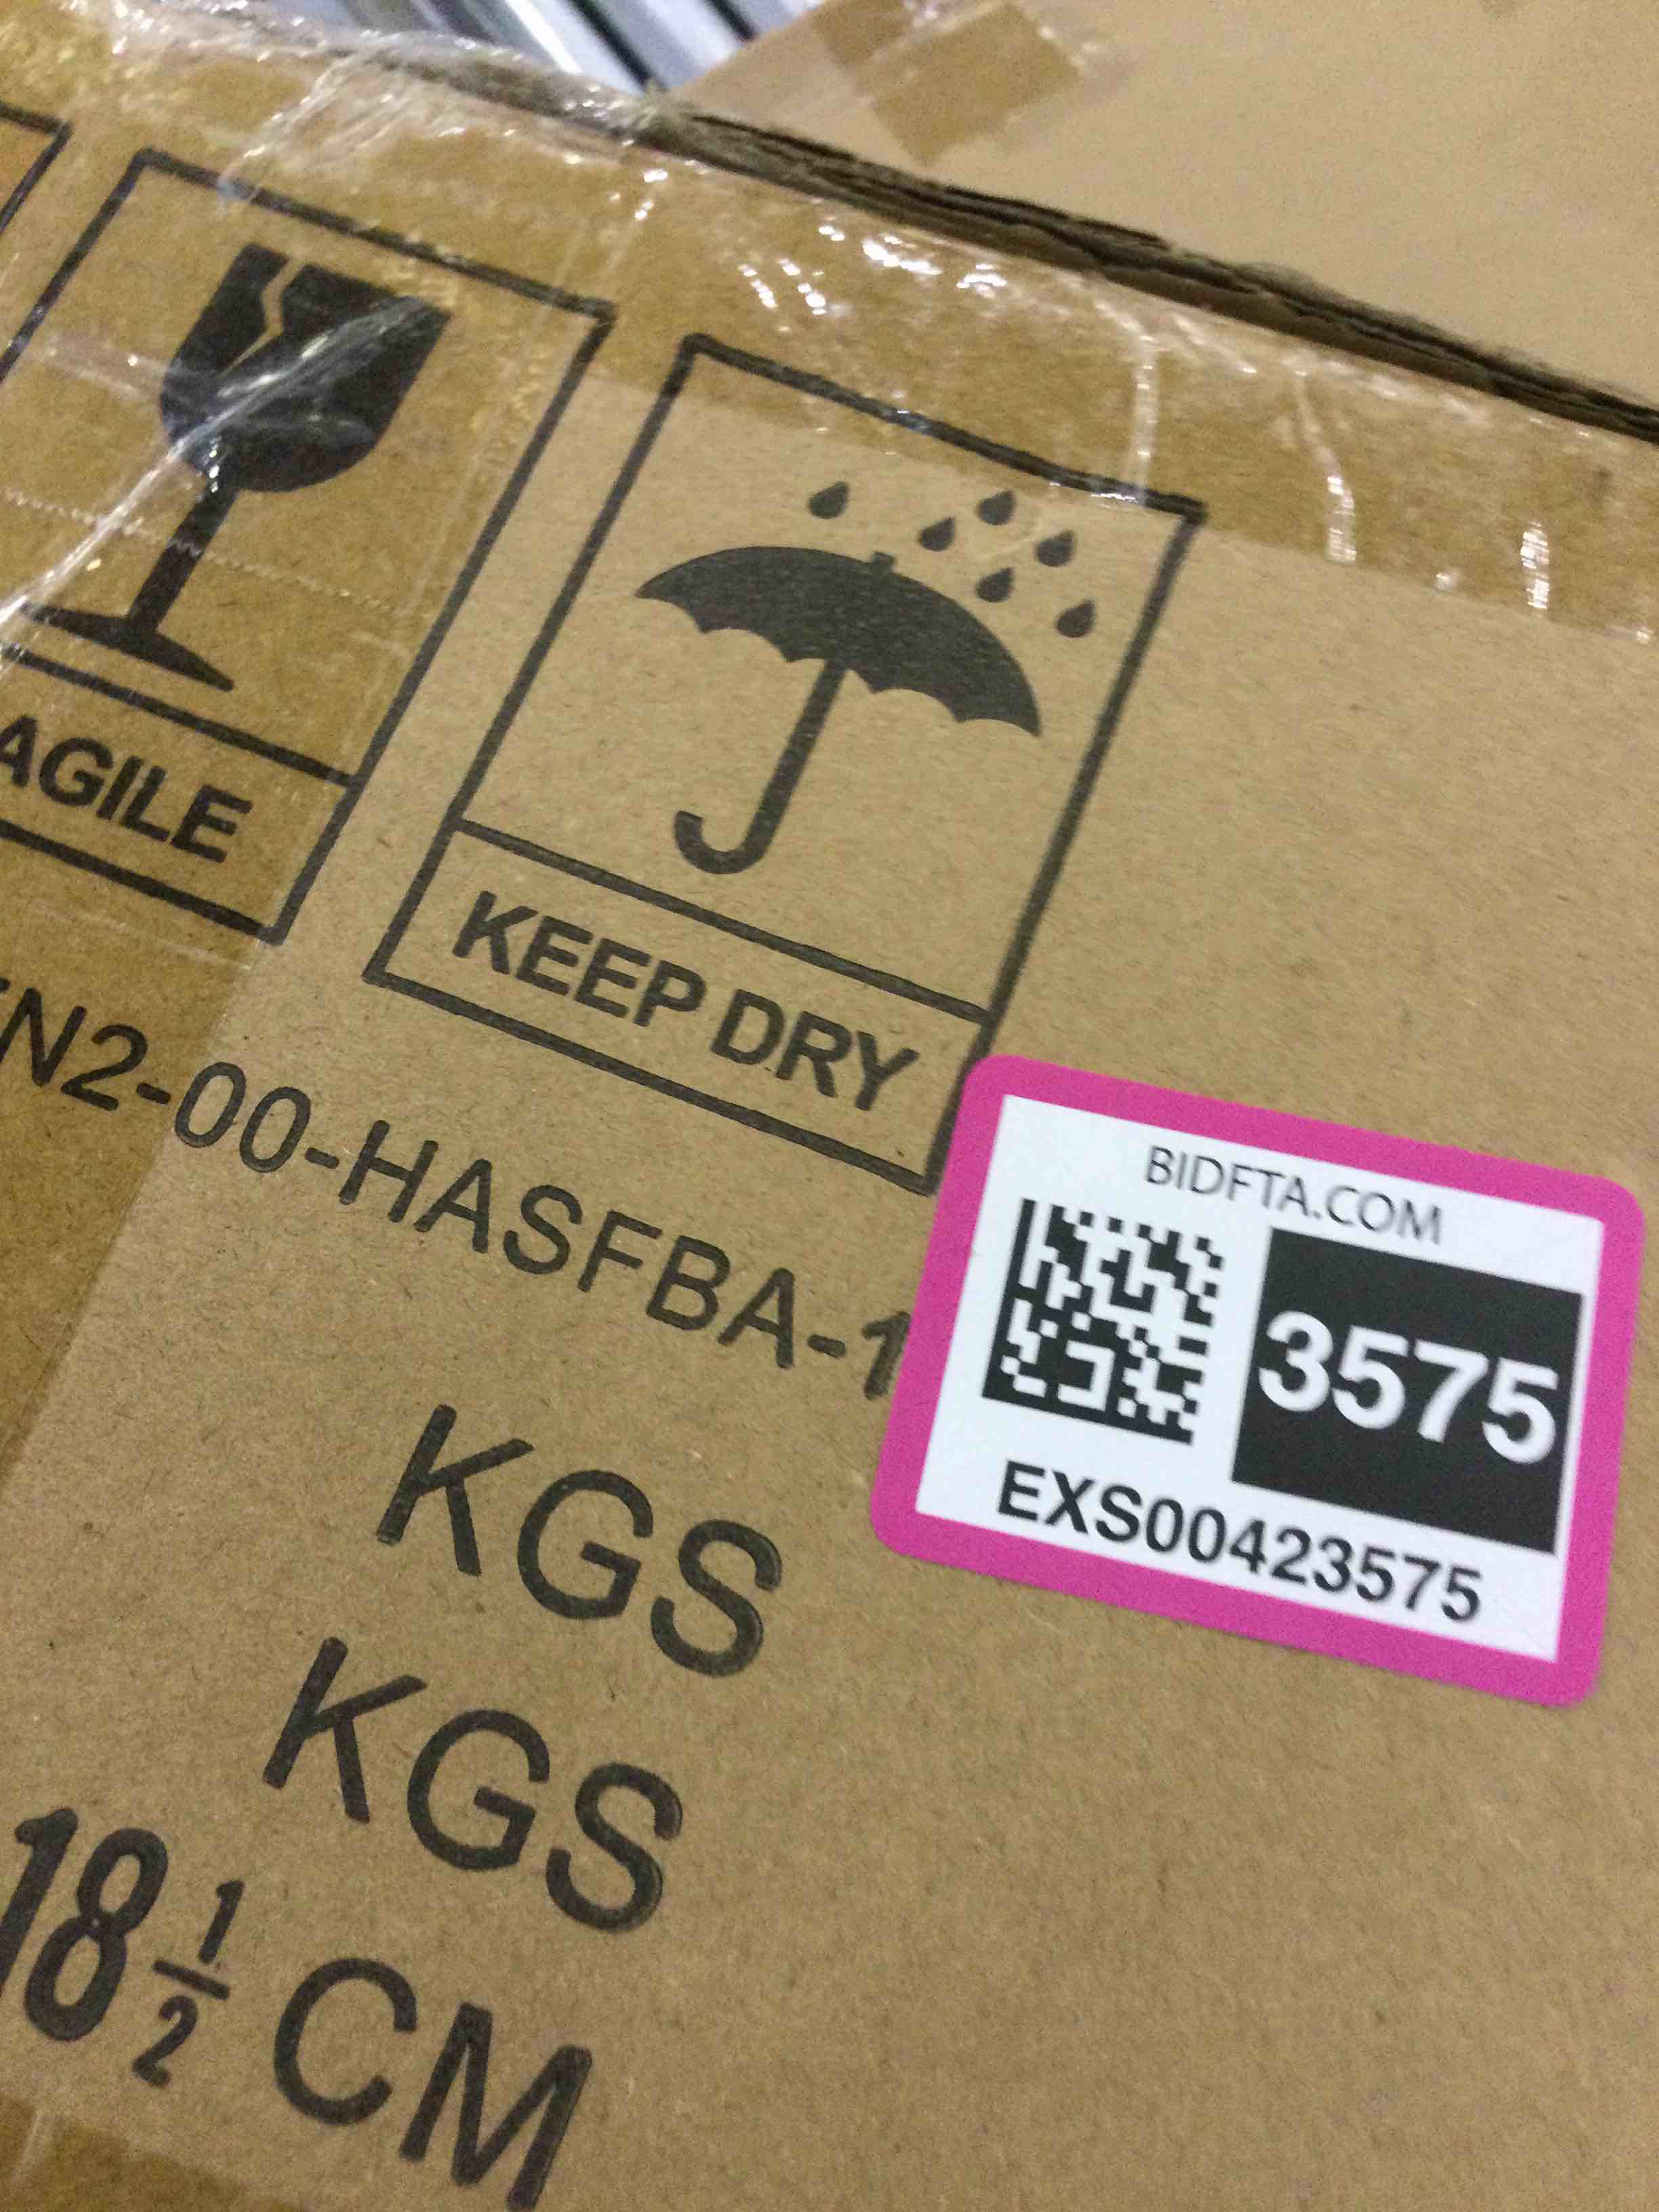 AGILE
KEEP DRY
N2-00-HASFBA-1
KGS
KGS
18 1/2 CM
BIDFTA.COM
3575
EXS00423575